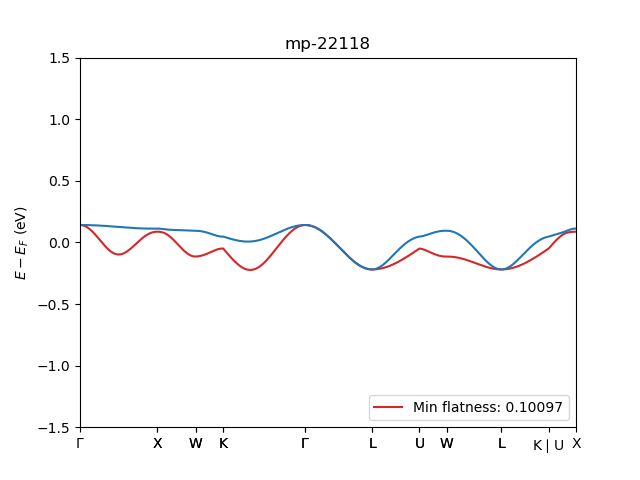 mp-22118
1.5
1.0
0.5
0.0
−0.5
−1.0
−1.5
E − E_F (eV)
Min flatness: 0.10097
Γ X W K Γ L U W L K | U X